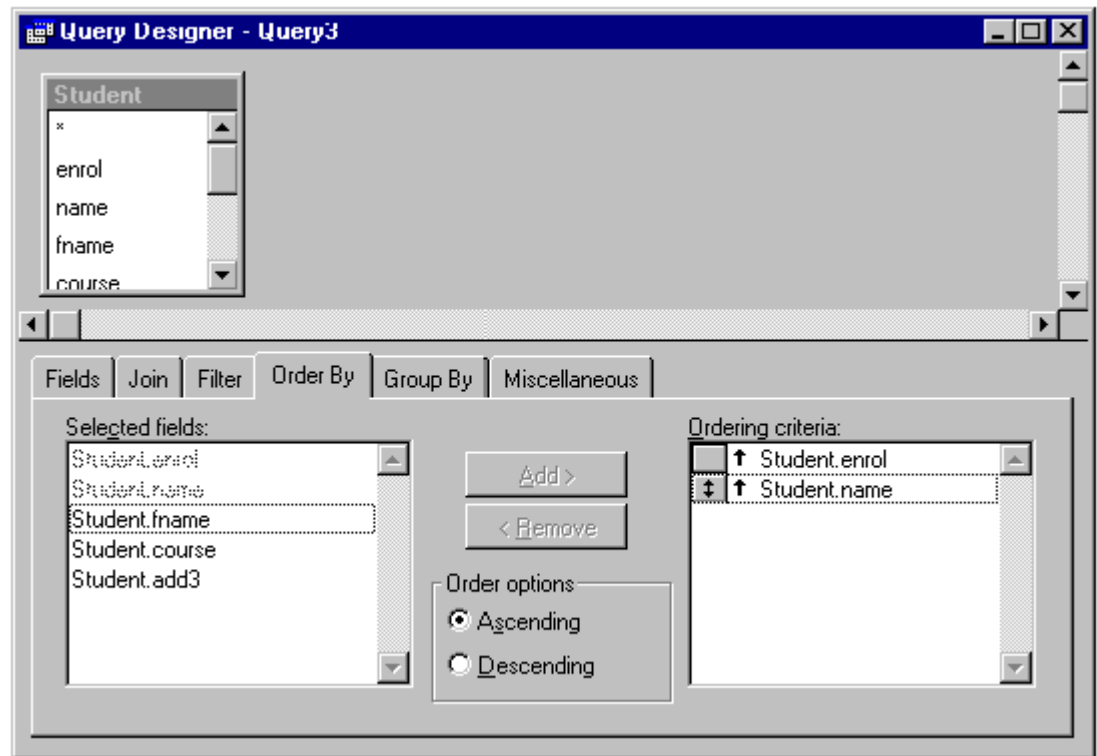 Query Designer - Query3
Student
*
enrol
name
fname
course
Fields Join Filter Order By Group By Miscellaneous
Selected fields:
Student.enrol
Student.name
Student.fname
Student.course
Student.add3
Add >
< Remove
Order options
Ascending
Descending
Ordering criteria:
Student.enrol
Student.name